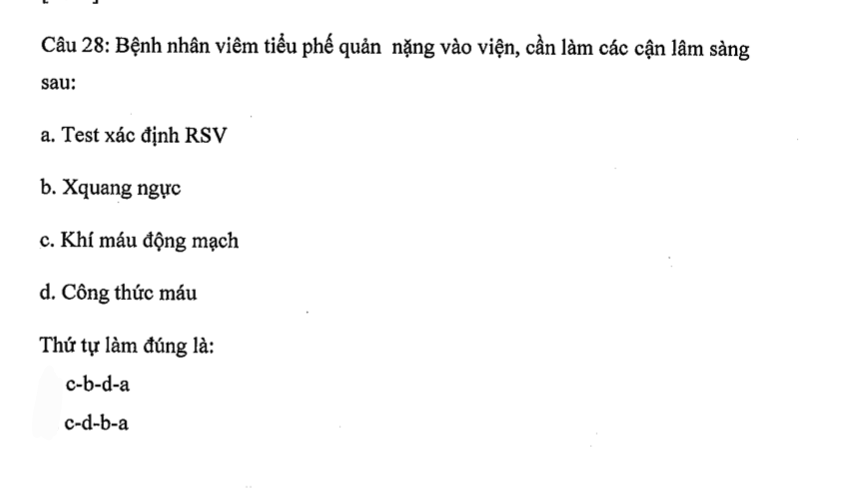 Câu 28: Bệnh nhân viêm tiểu phế quản nặng vào viện, cần làm các cận lâm sàng
sau:
a. Test xác định RSV
b. Xquang ngực
c. Khí máu động mạch
d. Công thức máu
Thứ tự làm đúng là:
c-b-d-a
c-d-b-a